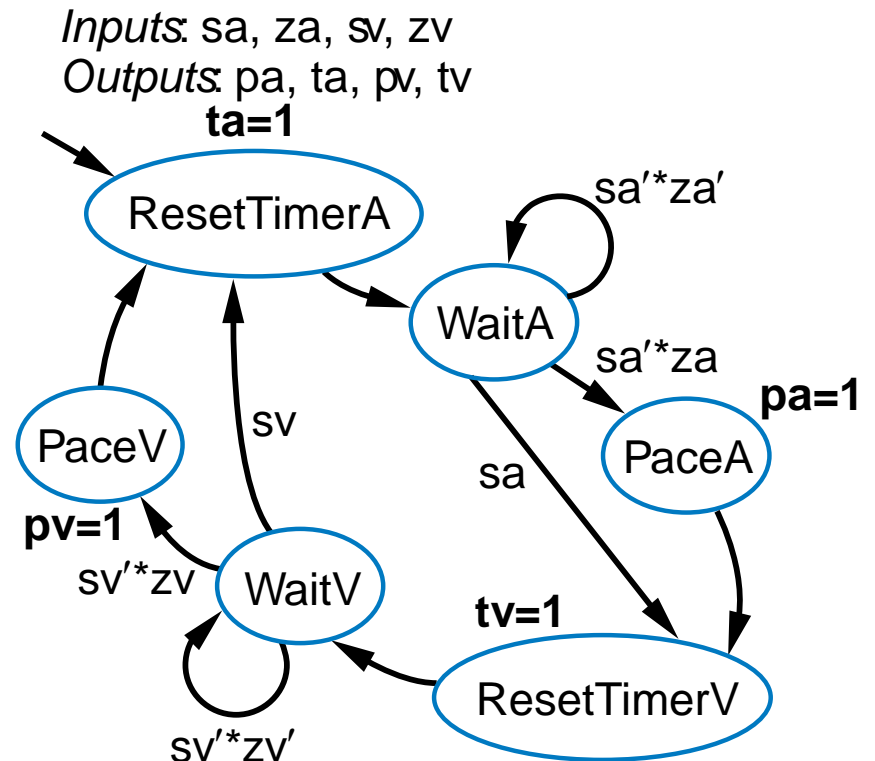 Inputs: sa, za, sv, zv
Outputs: pa, ta, pv, tv
ta=1
ResetTimerA
sa′*za′
WaitA
sa′*za
pa=1
PaceA
sa
sv
PaceV
pv=1
sv′*zv
WaitV
tv=1
ResetTimerV
sv′*zv′